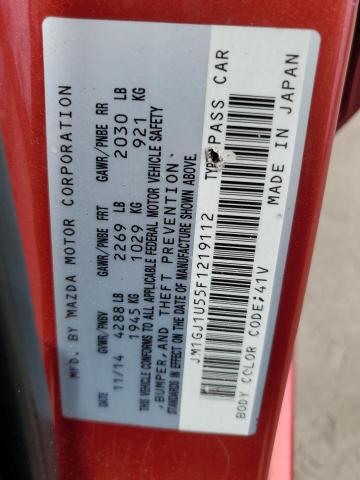 MFD. BY MAZDA MOTOR CORPORATION
DATE GVWR/PNBV GAWR/PNBE FRT GAWR/PNBE RR
11/14 4288 LB 2269 LB 2030 LB
1945 KG 1029 KG 921 KG
THIS VEHICLE CONFORMS TO ALL APPLICABLE FEDERAL MOTOR VEHICLE SAFETY
,BUMPER, AND THEFT PREVENTION STANDARDS IN EFFECT ON THE DATE OF MANUFACTURE SHOWN ABOVE.
JM1GJ1U55F1219112 TYPE PASS CAR
BODY COLOR CODE;41V MADE IN JAPAN